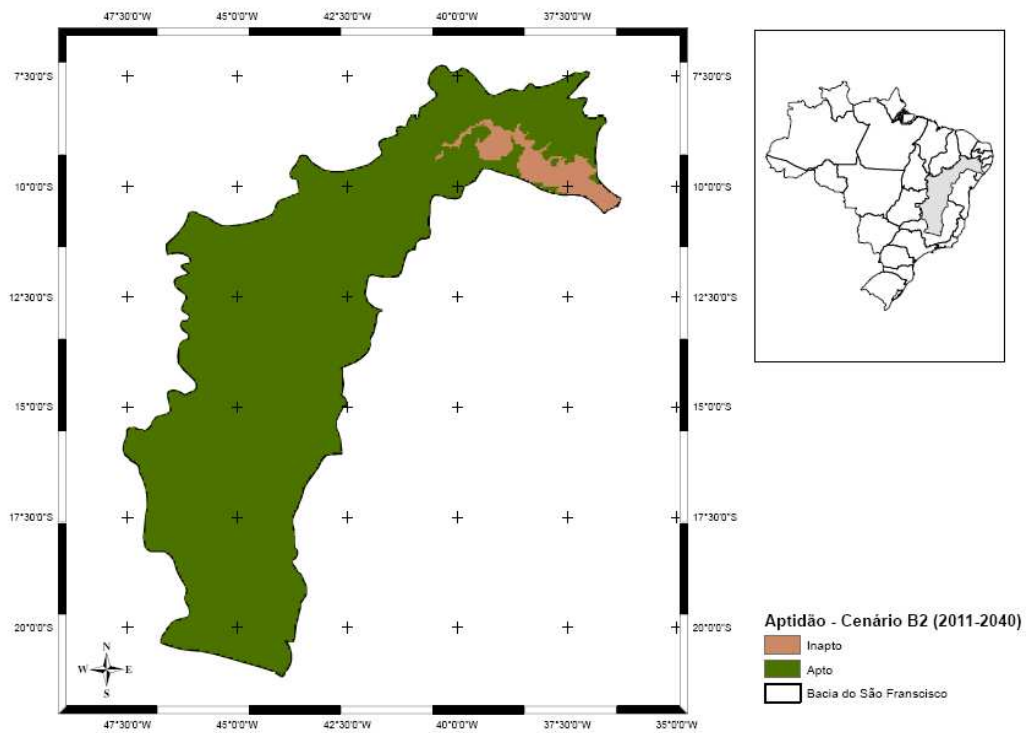 47°30'0"W 45°0'0"W 42°30'0"W 40°0'0"W 37°30'0"W 35°0'0"W
7°30'0"S 7°30'0"S
10°0'0"S 10°0'0"S
12°30'0"S 12°30'0"S
15°0'0"S 15°0'0"S
17°30'0"S 17°30'0"S
20°0'0"S 20°0'0"S
N
W E
S
47°30'0"W 45°0'0"W 42°30'0"W 40°0'0"W 37°30'0"W 35°0'0"W
Aptidão - Cenário B2 (2011-2040)
Inapto
Apto
Bacia do São Franscisco